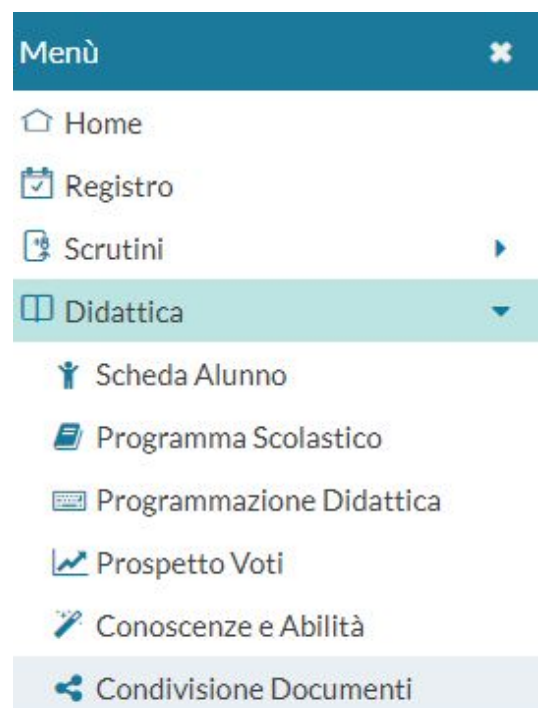 Menù
Home
Registro
Scrutini
Didattica
Scheda Alunno
Programma Scolastico
Programmazione Didattica
Prospetto Voti
Conoscenze e Abilità
Condivisione Documenti